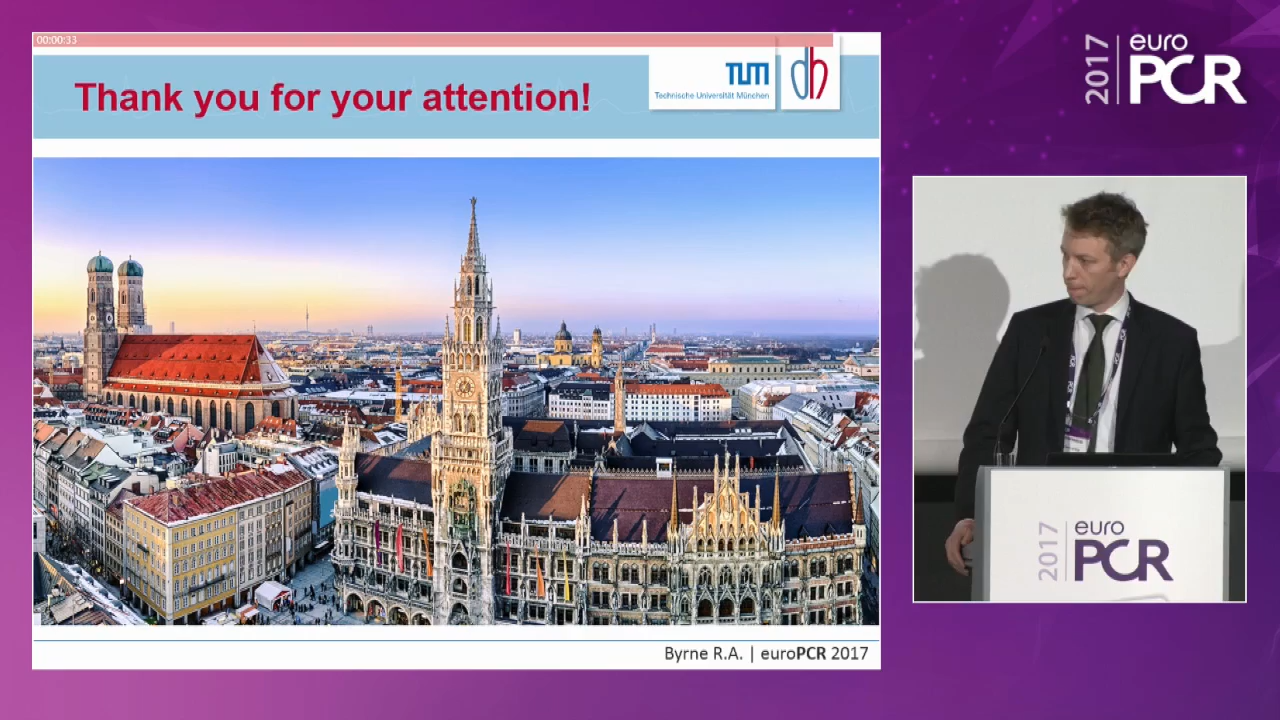 00:00:33
Thank you for your attention!
TUM
Technische Universität München
dh
Byrne R.A. | euroPCR 2017
2017
euro
PCR
2017
euro
PCR